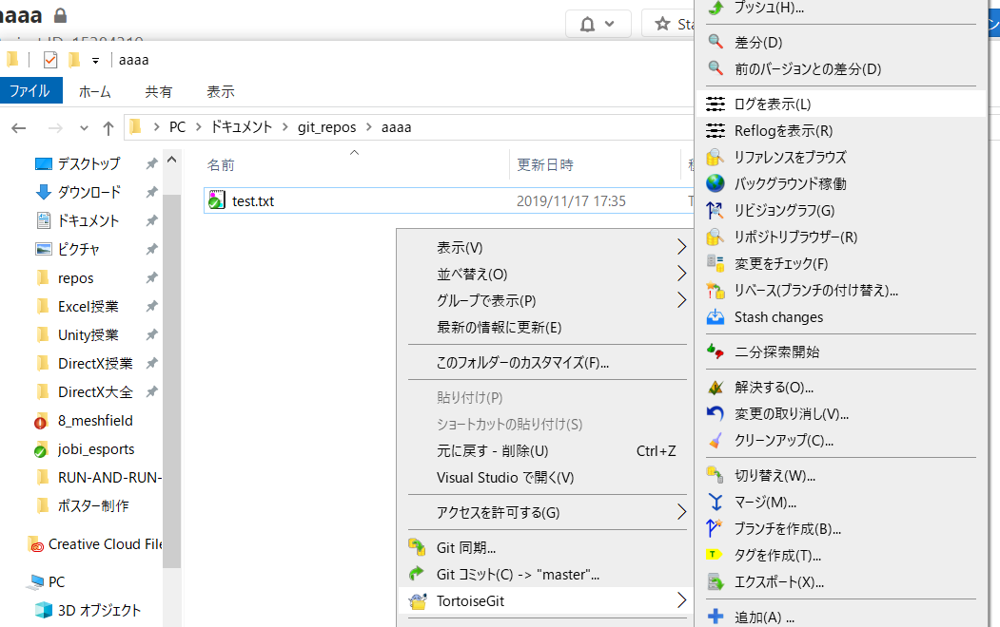 aaaa
Sta
aaaa
ファイル
ホーム
共有
表示
PC
ドキュメント
git_repos
aaaa
名前
更新日時
test.txt
2019/11/17 17:35
デスクトップ
ダウンロード
ドキュメント
ピクチャ
repos
Excel授業
Unity授業
DirectX授業
DirectX大全
8_meshfield
jobi_esports
RUN-AND-RUN-
ポスター制作
Creative Cloud File
PC
3D オブジェクト
表示(V)
並べ替え(O)
グループで表示(P)
最新の情報に更新(E)
このフォルダーのカスタマイズ(F)...
貼り付け(P)
ショートカットの貼り付け(S)
元に戻す - 削除(U) Ctrl+Z
Visual Studio で開く(V)
アクセスを許可する(G)
Git 同期...
Git コミット(C) -> "master"...
TortoiseGit
プッシュ(H)...
差分(D)
前のバージョンとの差分(D)
ログを表示(L)
Reflogを表示(R)
リファレンスをブラウズ
バックグラウンド稼働
リビジョングラフ(G)
リポジトリブラウザー(R)
変更をチェック(F)
リベース(ブランチの付け替え)...
Stash changes
二分探索開始
解決する(O)...
変更の取り消し(V)...
クリーンアップ(C)...
切り替え(W)...
マージ(M)...
ブランチを作成(B)...
タグを作成(T)...
エクスポート(X)...
追加(A) ...